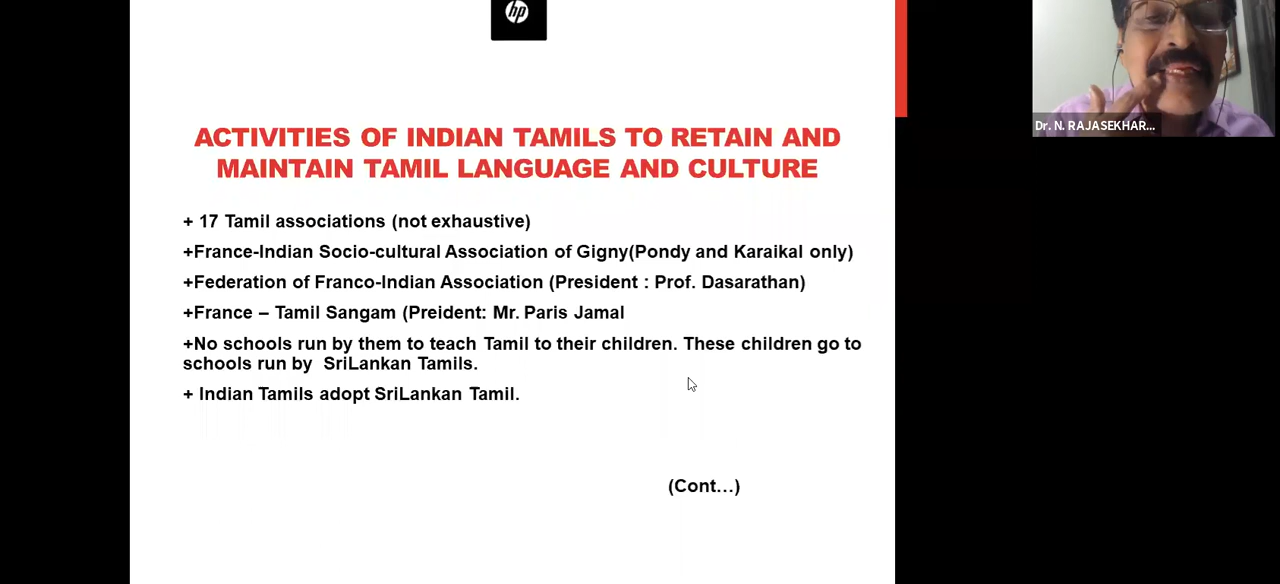 hp
ACTIVITIES OF INDIAN TAMILS TO RETAIN AND
MAINTAIN TAMIL LANGUAGE AND CULTURE
+ 17 Tamil associations (not exhaustive)
+France-Indian Socio-cultural Association of Gigny(Pondy and Karaikal only)
+Federation of Franco-Indian Association (President : Prof. Dasarathan)
+France – Tamil Sangam (Preident: Mr. Paris Jamal
+No schools run by them to teach Tamil to their children. These children go to
schools run by  SriLankan Tamils.
+ Indian Tamils adopt SriLankan Tamil.
(Cont...)
Dr. N. RAJASEKHAR...